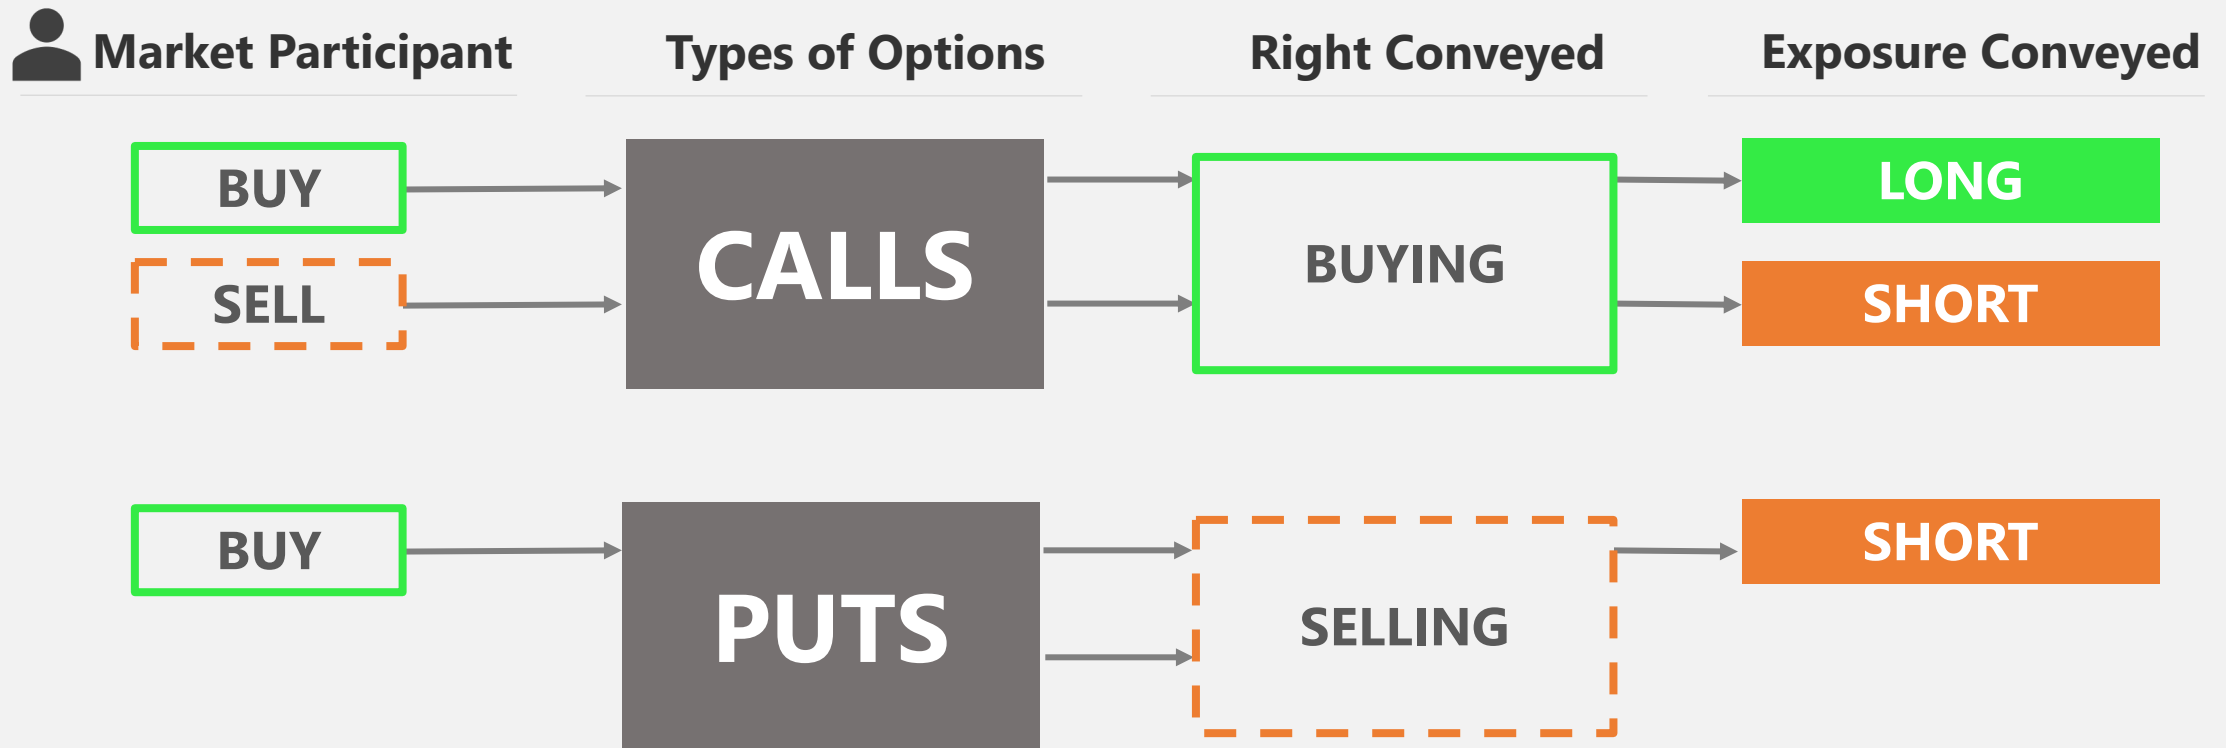 Market Participant
Types of Options
Right Conveyed
Exposure Conveyed
BUY
SELL
CALLS
BUYING
LONG
SHORT
BUY
PUTS
SELLING
SHORT